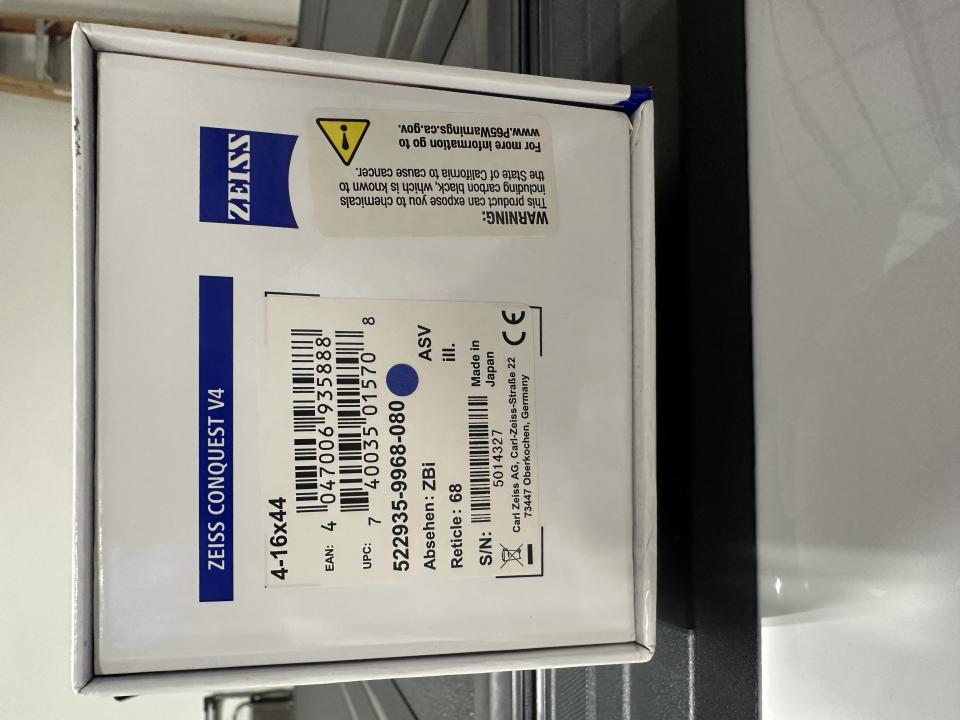 ZEISS
ZEISS CONQUEST V4
4-16x44
EAN: 4 047006 935888
UPC: 7 40035 01570 8
522935-9968-080
Absehen: ZBi ASV
Reticle: 68 ill.
S/N: 5014327
Made in
Japan
Carl Zeiss AG, Carl-Zeiss-Straße 22
73447 Oberkochen, Germany
CE
WARNING:
This product can expose you to chemicals
including carbon black, which is known to
the State of California to cause cancer.
For more information go to
www.P65Warnings.ca.gov.